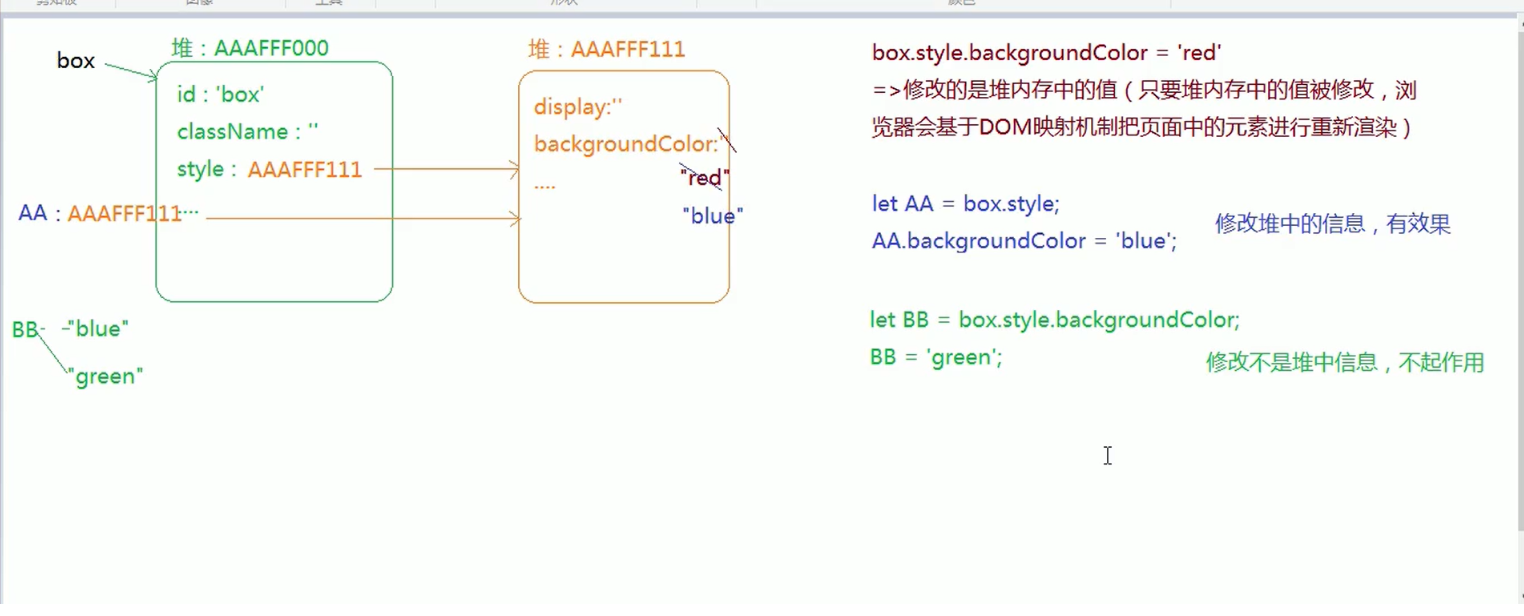 box
堆：AAAFFF000
id : 'box'
className : ''
style : AAAFFF111
...
AA : AAAFFF111
BB
"blue"
"green"
堆：AAAFFF111
display:''
backgroundColor:''
....
"red"
"blue"
box.style.backgroundColor = 'red'
=>修改的是堆内存中的值（只要堆内存中的值被修改，浏
览器会基于DOM映射机制把页面中的元素进行重新渲染）
let AA = box.style;
AA.backgroundColor = 'blue';
修改堆中的信息，有效果
let BB = box.style.backgroundColor;
BB = 'green';
修改不是堆中信息，不起作用